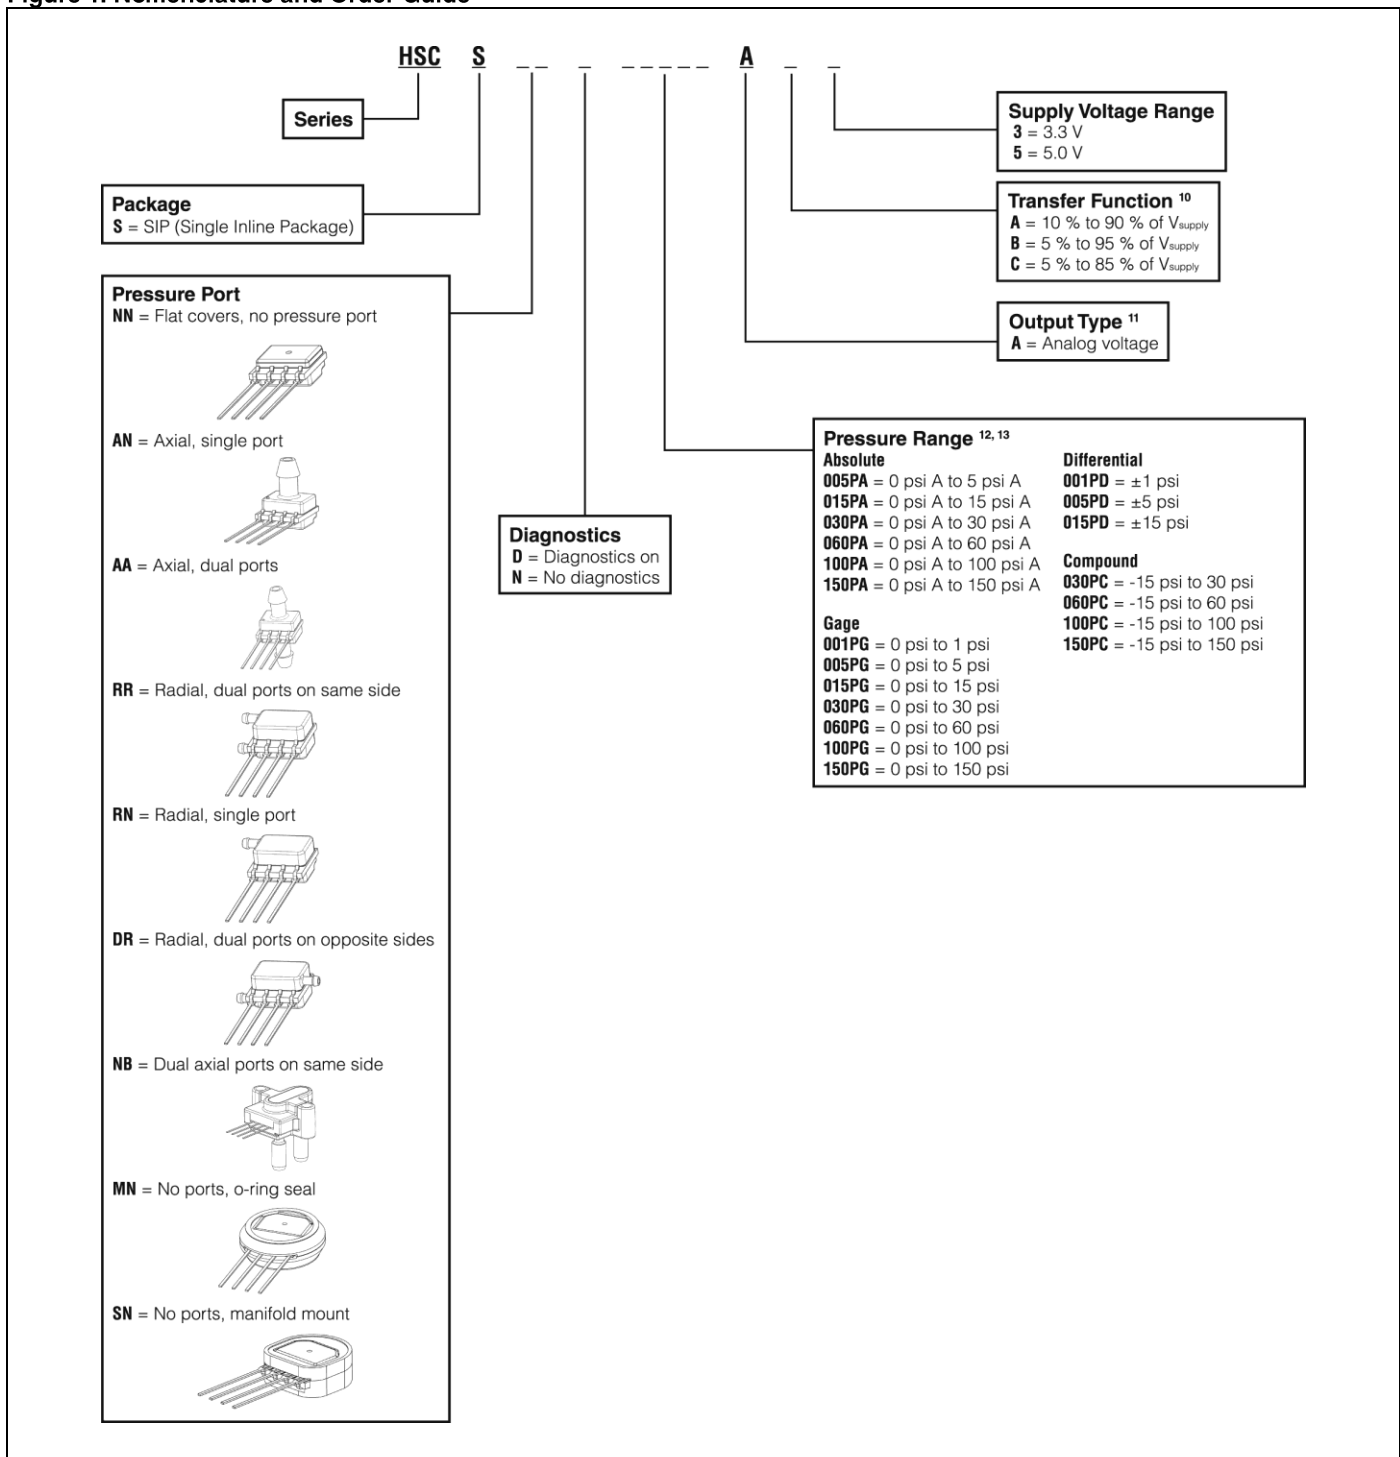 HSC S _ _ _ _ _ _ _ _ A _ _
Series
Package
S = SIP (Single Inline Package)
Pressure Port
NN = Flat covers, no pressure port
AN = Axial, single port
AA = Axial, dual ports
RR = Radial, dual ports on same side
RN = Radial, single port
DR = Radial, dual ports on opposite sides
NB = Dual axial ports on same side
MN = No ports, o-ring seal
SN = No ports, manifold mount
Diagnostics
D = Diagnostics on
N = No diagnostics
Supply Voltage Range
3 = 3.3 V
5 = 5.0 V
Transfer Function 10
A = 10 % to 90 % of Vsupply
B = 5 % to 95 % of Vsupply
C = 5 % to 85 % of Vsupply
Output Type 11
A = Analog voltage
Pressure Range 12, 13
Absolute
005PA = 0 psi A to 5 psi A
015PA = 0 psi A to 15 psi A
030PA = 0 psi A to 30 psi A
060PA = 0 psi A to 60 psi A
100PA = 0 psi A to 100 psi A
150PA = 0 psi A to 150 psi A
Gage
001PG = 0 psi to 1 psi
005PG = 0 psi to 5 psi
015PG = 0 psi to 15 psi
030PG = 0 psi to 30 psi
060PG = 0 psi to 60 psi
100PG = 0 psi to 100 psi
150PG = 0 psi to 150 psi
Differential
001PD = ±1 psi
005PD = ±5 psi
015PD = ±15 psi
Compound
030PC = -15 psi to 30 psi
060PC = -15 psi to 60 psi
100PC = -15 psi to 100 psi
150PC = -15 psi to 150 psi